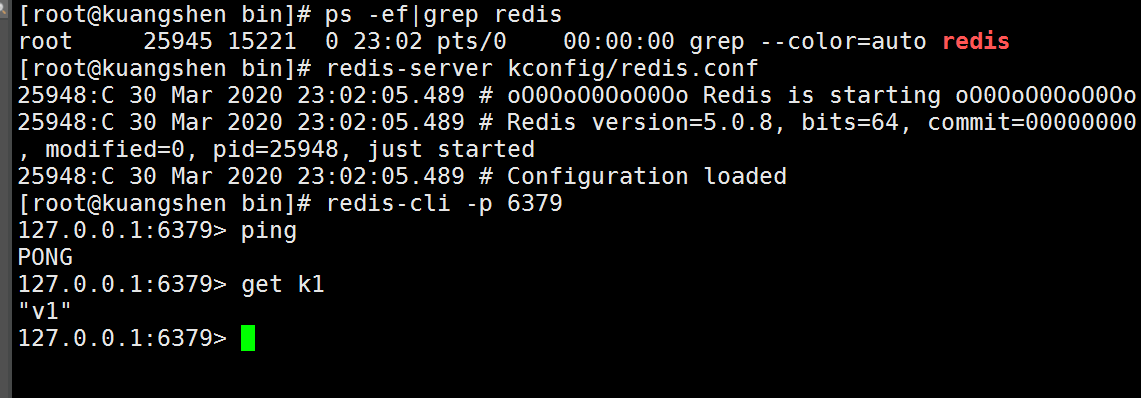 [root@kuangshen bin]# ps -ef|grep redis
root     25945 15221  0 23:02 pts/0    00:00:00 grep --color=auto redis
[root@kuangshen bin]# redis-server kconfig/redis.conf
25948:C 30 Mar 2020 23:02:05.489 # oO0OoO0OoO0Oo Redis is starting oO0OoO0OoO0Oo
25948:C 30 Mar 2020 23:02:05.489 # Redis version=5.0.8, bits=64, commit=00000000
, modified=0, pid=25948, just started
25948:C 30 Mar 2020 23:02:05.489 # Configuration loaded
[root@kuangshen bin]# redis-cli -p 6379
127.0.0.1:6379> ping
PONG
127.0.0.1:6379> get k1
"v1"
127.0.0.1:6379>